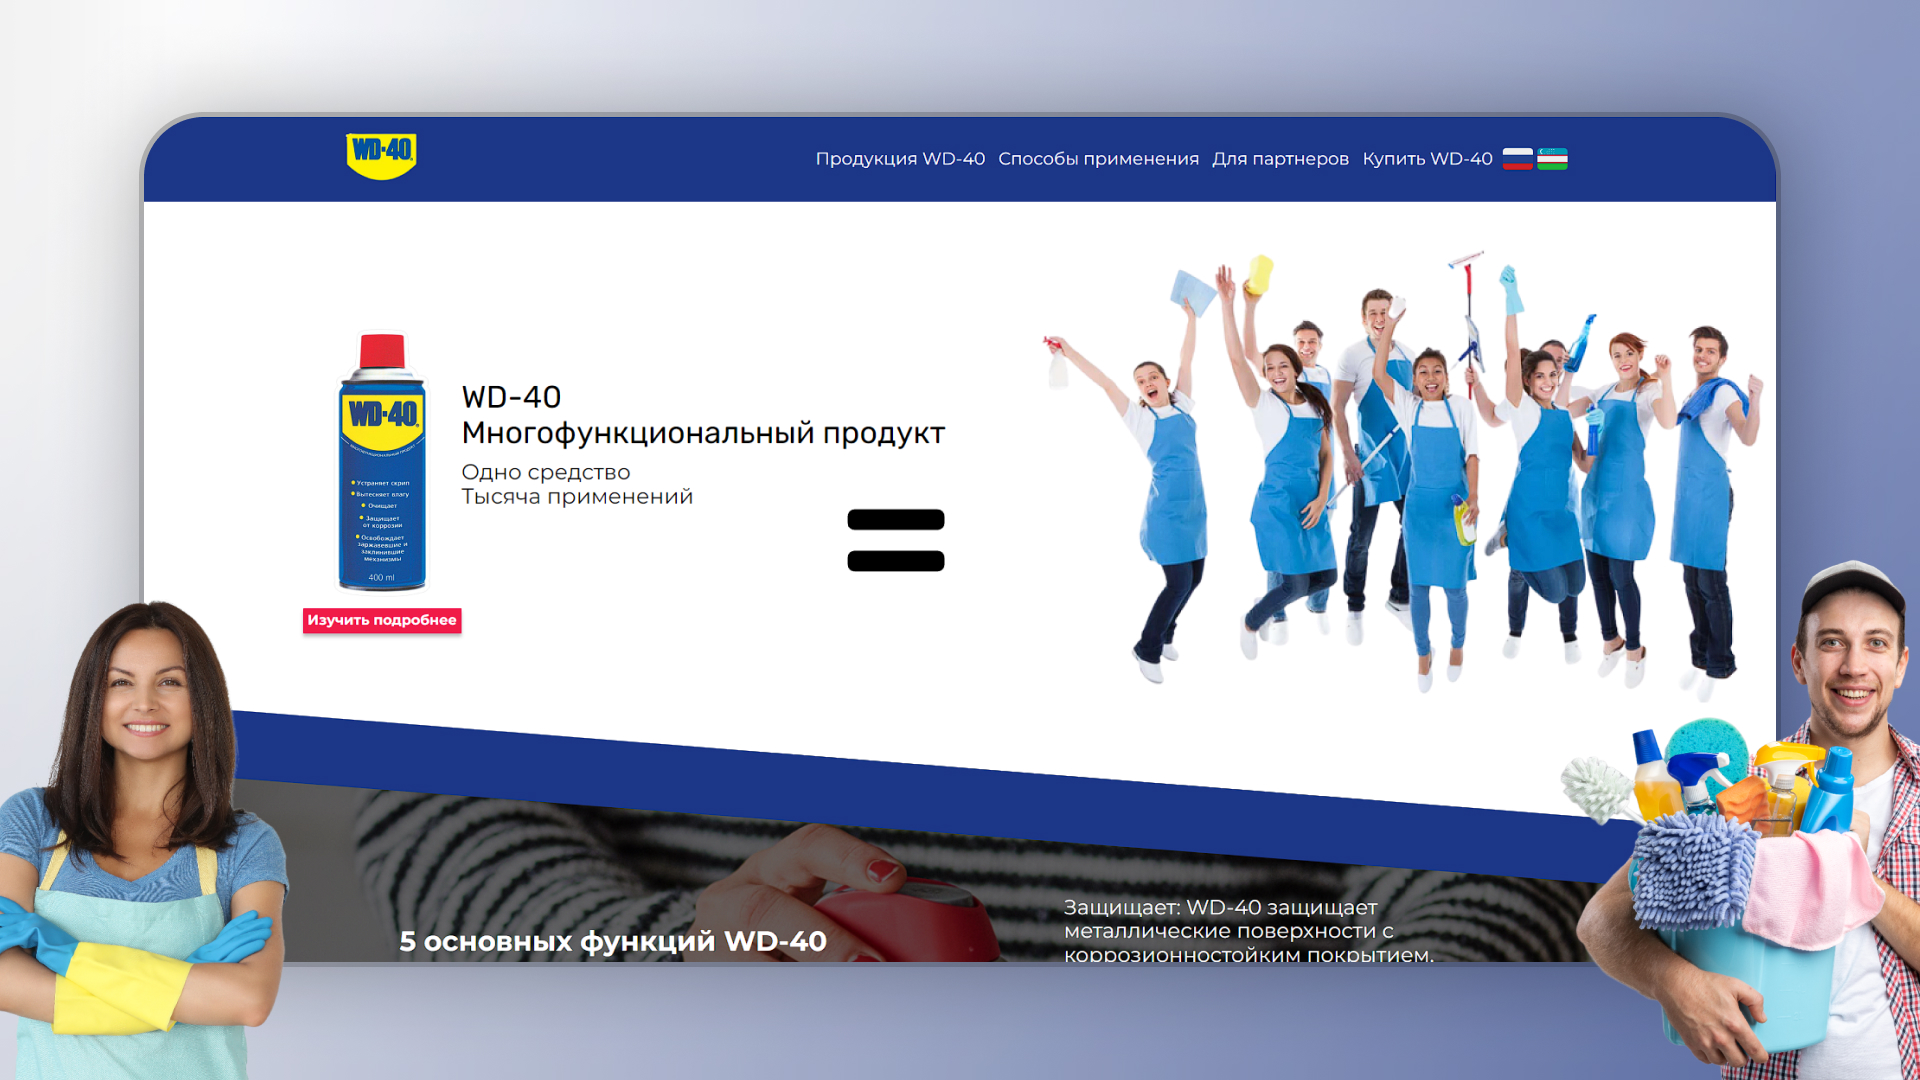 WD-40
Продукция WD-40 Способы применения Для партнеров Купить WD-40
WD-40
Многофункциональный продукт
Одно средство
Тысяча применений
WD-40
МНОГОФУНКЦИОНАЛЬНЫЙ ПРОДУКТ
Устраняет скрип
Вытесняет влагу
Очищает
Защищает
от коррозии
Освобождает
заржавевшие и
заклинившие
механизмы
400 ml
Изучить подробнее
5 основных функций WD-40
Защищает: WD-40 защищает
металлические поверхности с
коррозионностойким покрытием,